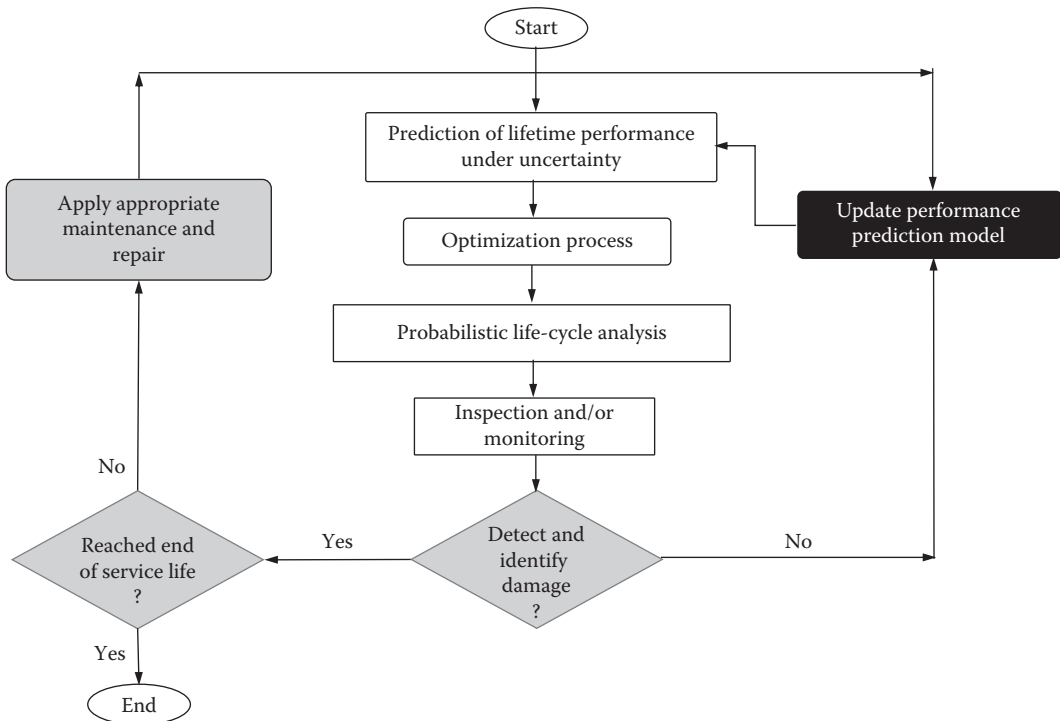 Start
Prediction of lifetime performance
under uncertainty
Apply appropriate
maintenance and
repair
Update performance
prediction model
Optimization process
Probabilistic life-cycle analysis
Inspection and/or
monitoring
No
Reached end
of service life
?
Yes
Detect and
identify
damage
?
No
Yes
End